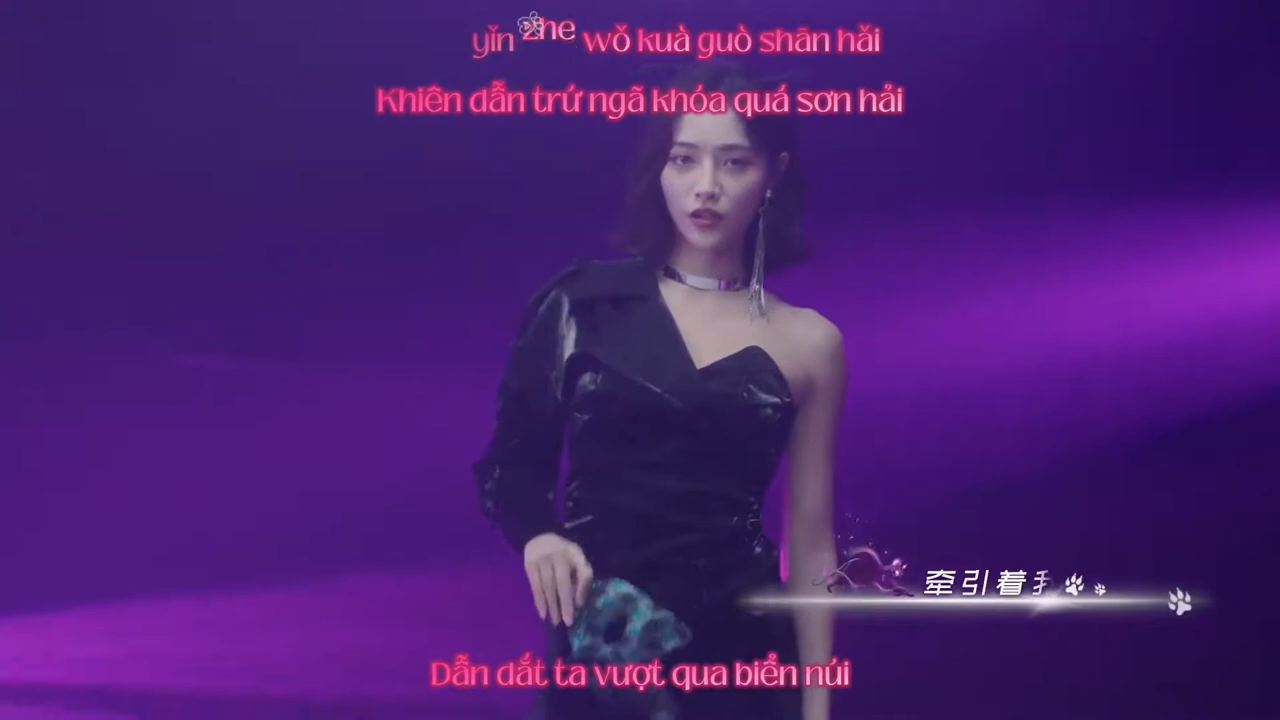 yǐn zhe wǒ kuà guò shān hǎi
Khiên dẫn trứ ngã khóa quá sơn hải
牵引着
Dẫn dắt ta vượt qua biển núi